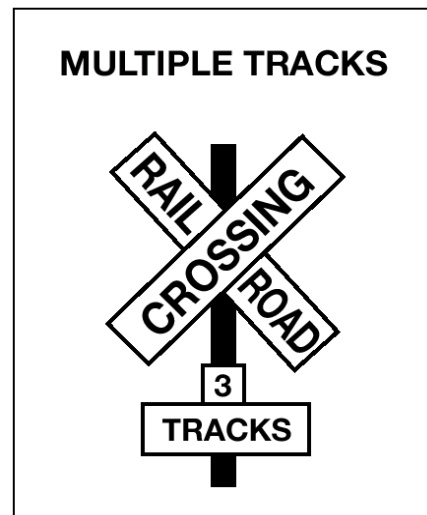 MULTIPLE TRACKS
RAIL
CROSSING
ROAD
3
TRACKS